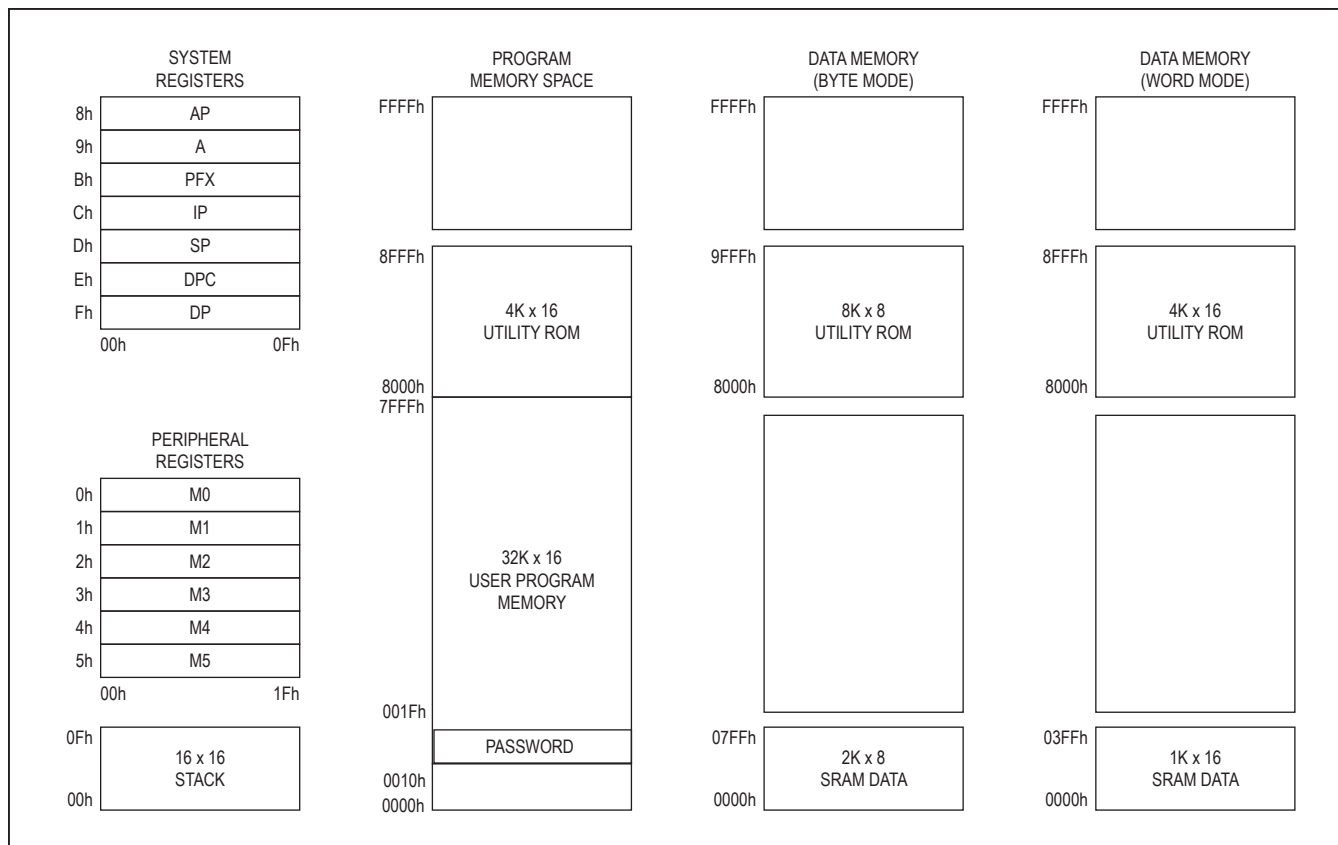 SYSTEM
REGISTERS
8h AP
9h A
Bh PFX
Ch IP
Dh SP
Eh DPC
Fh DP
00h 0Fh
PERIPHERAL
REGISTERS
0h M0
1h M1
2h M2
3h M3
4h M4
5h M5
00h 1Fh
0Fh
16 x 16
STACK
00h
PROGRAM
MEMORY SPACE
FFFFh
8FFFh
4K x 16
UTILITY ROM
8000h
7FFFh
32K x 16
USER PROGRAM
MEMORY
001Fh
PASSWORD
0010h
0000h
DATA MEMORY
(BYTE MODE)
FFFFh
9FFFh
8K x 8
UTILITY ROM
8000h
07FFh
2K x 8
SRAM DATA
0000h
DATA MEMORY
(WORD MODE)
FFFFh
8FFFh
4K x 16
UTILITY ROM
8000h
03FFh
1K x 16
SRAM DATA
0000h